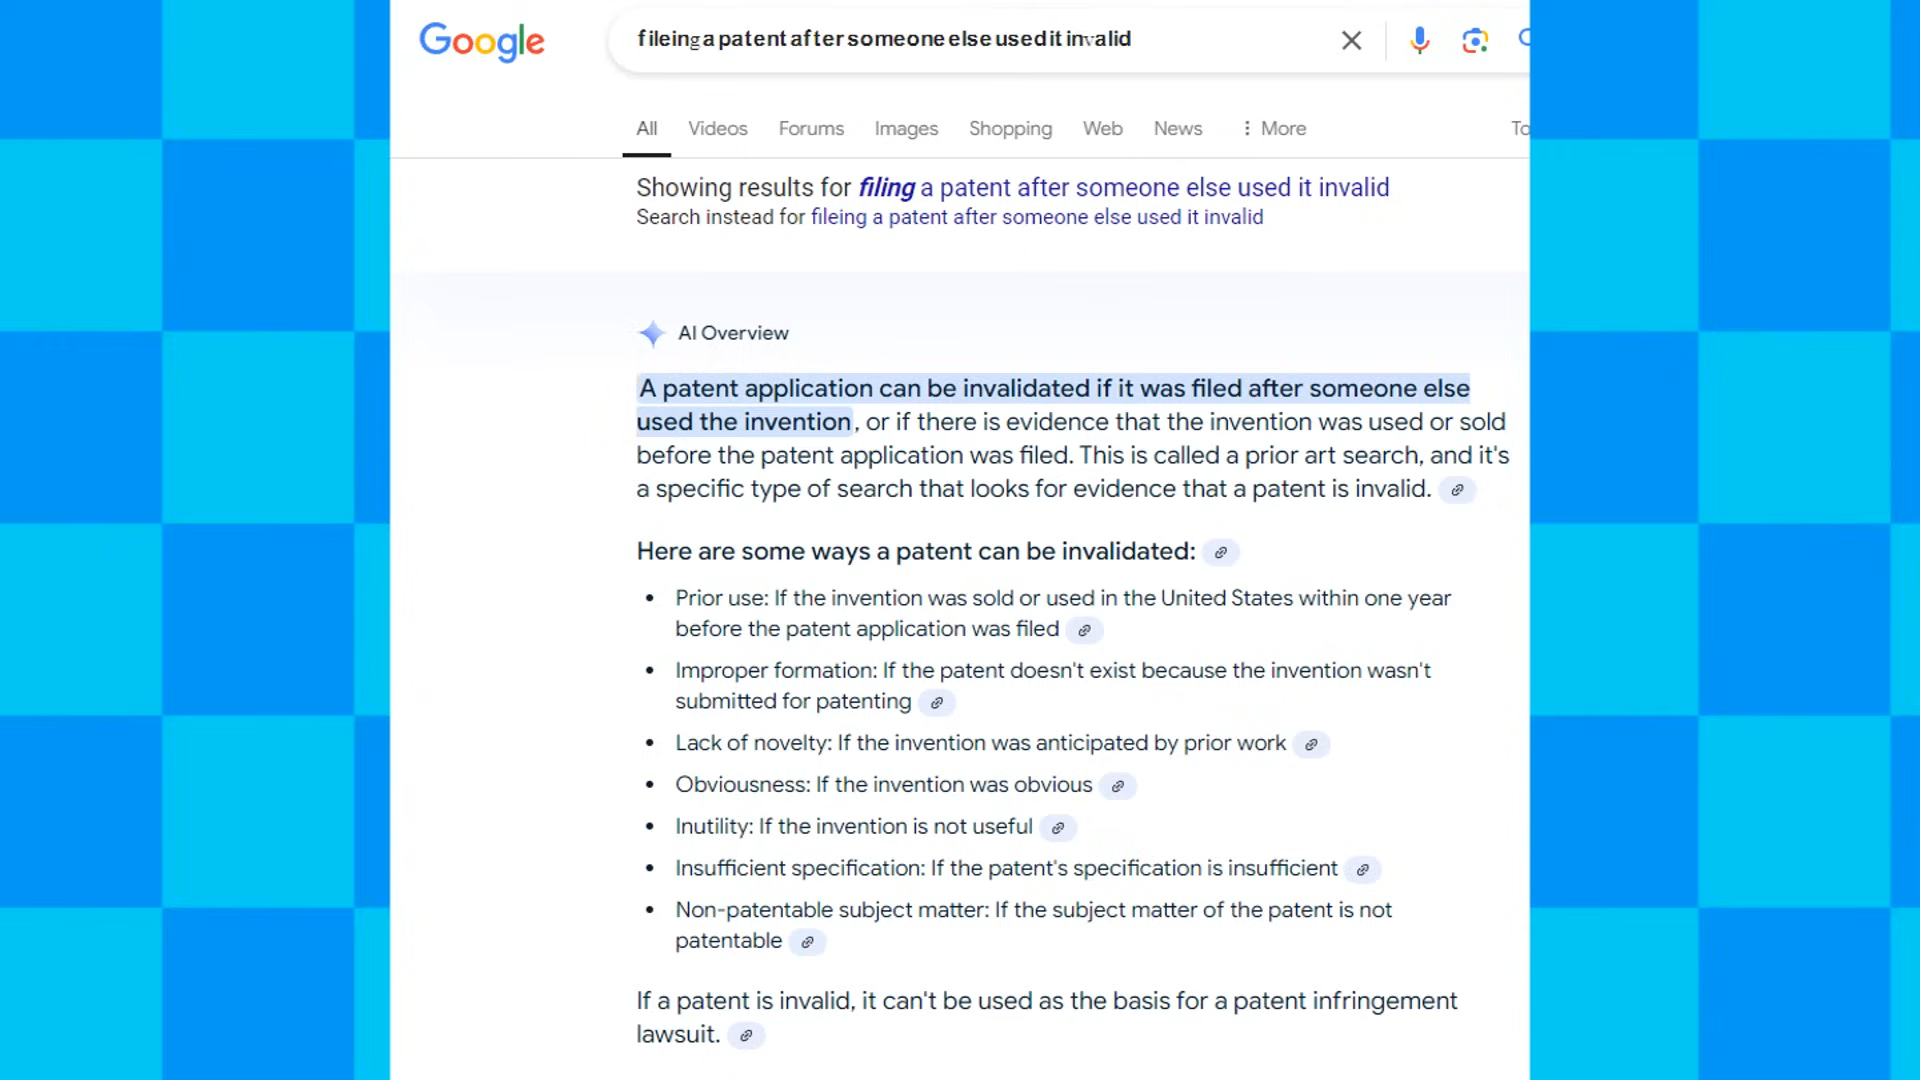 Google
fileing a patent after someone else used it invalid
All Videos Forums Images Shopping Web News More To
Showing results for filing a patent after someone else used it invalid
Search instead for fileing a patent after someone else used it invalid
AI Overview
A patent application can be invalidated if it was filed after someone else
used the invention, or if there is evidence that the invention was used or sold
before the patent application was filed. This is called a prior art search, and it's
a specific type of search that looks for evidence that a patent is invalid.
Here are some ways a patent can be invalidated:
• Prior use: If the invention was sold or used in the United States within one year
before the patent application was filed
• Improper formation: If the patent doesn't exist because the invention wasn't
submitted for patenting
• Lack of novelty: If the invention was anticipated by prior work
• Obviousness: If the invention was obvious
• Inutility: If the invention is not useful
• Insufficient specification: If the patent's specification is insufficient
• Non-patentable subject matter: If the subject matter of the patent is not
patentable
If a patent is invalid, it can't be used as the basis for a patent infringement
lawsuit.